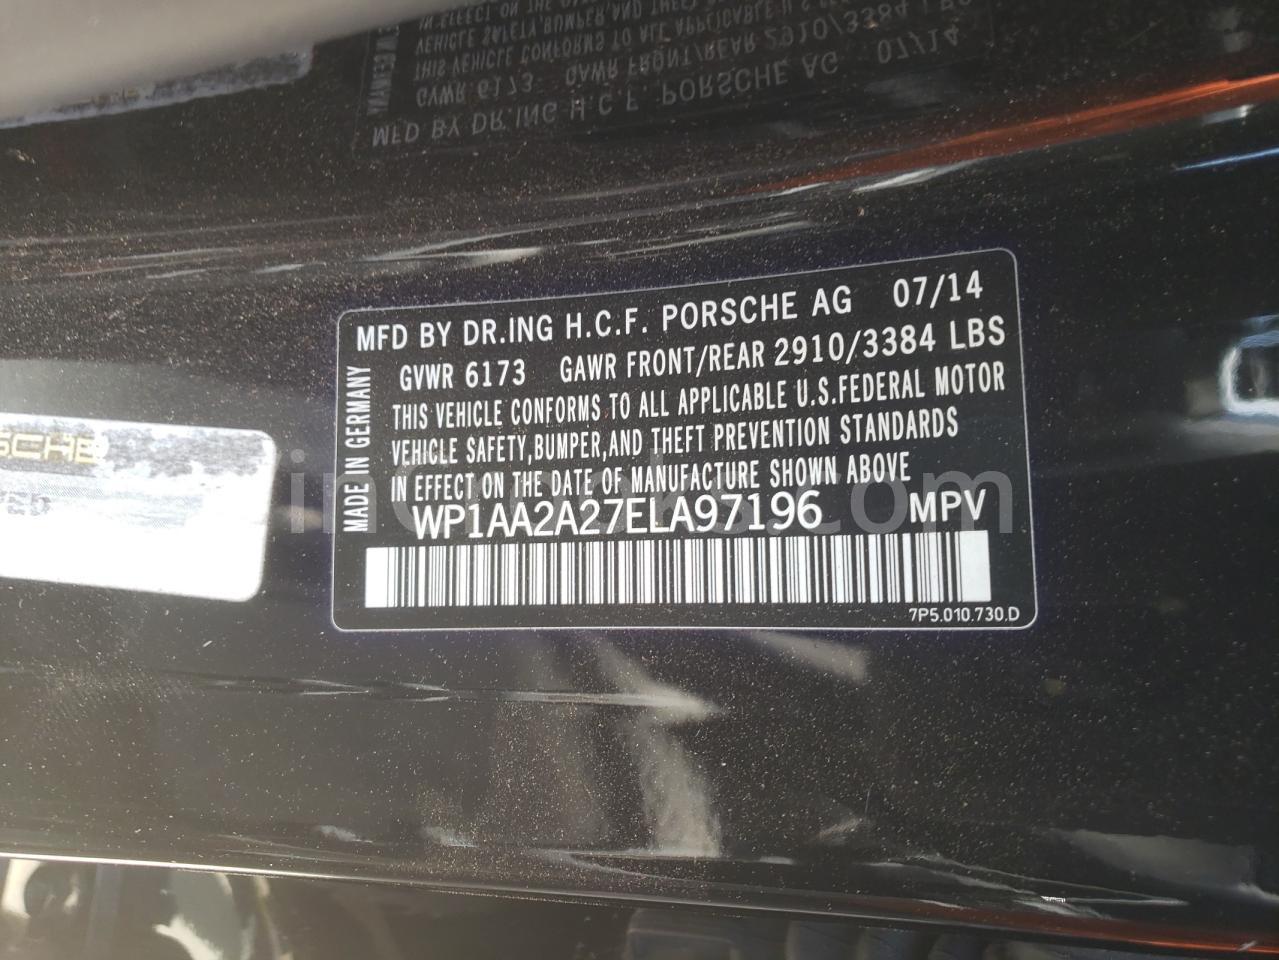 MFD BY DR.ING H.C.F. PORSCHE AG 07/14
GVWR 6173 GAWR FRONT/REAR 2910/3384 LBS
THIS VEHICLE CONFORMS TO ALL APPLICABLE U.S.FEDERAL MOTOR
VEHICLE SAFETY,BUMPER,AND THEFT PREVENTION STANDARDS
IN EFFECT ON THE DATE OF MANUFACTURE SHOWN ABOVE
MADE IN GERMANY
WP1AA2A27ELA97196 MPV
7P5.010.730.D